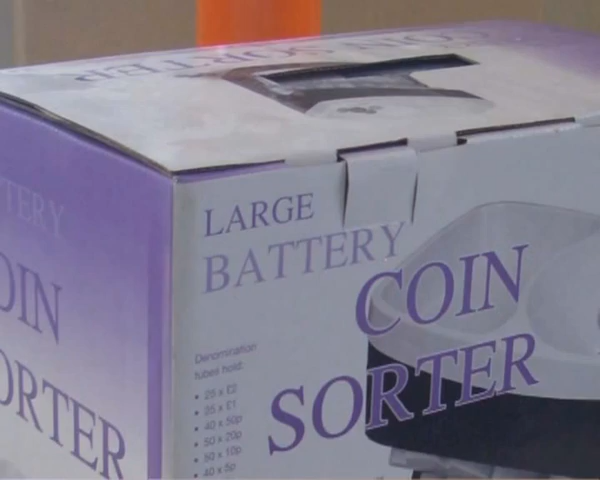 COIN SORTER
LARGE
BATTERY
COIN
SORTER
Denomination
tubes hold:
• 25 x £2
• 35 x £1
• 40 x 50p
• 50 x 20p
• 50 x 10p
• 40 x 5p
TERY
OIN
ORTER